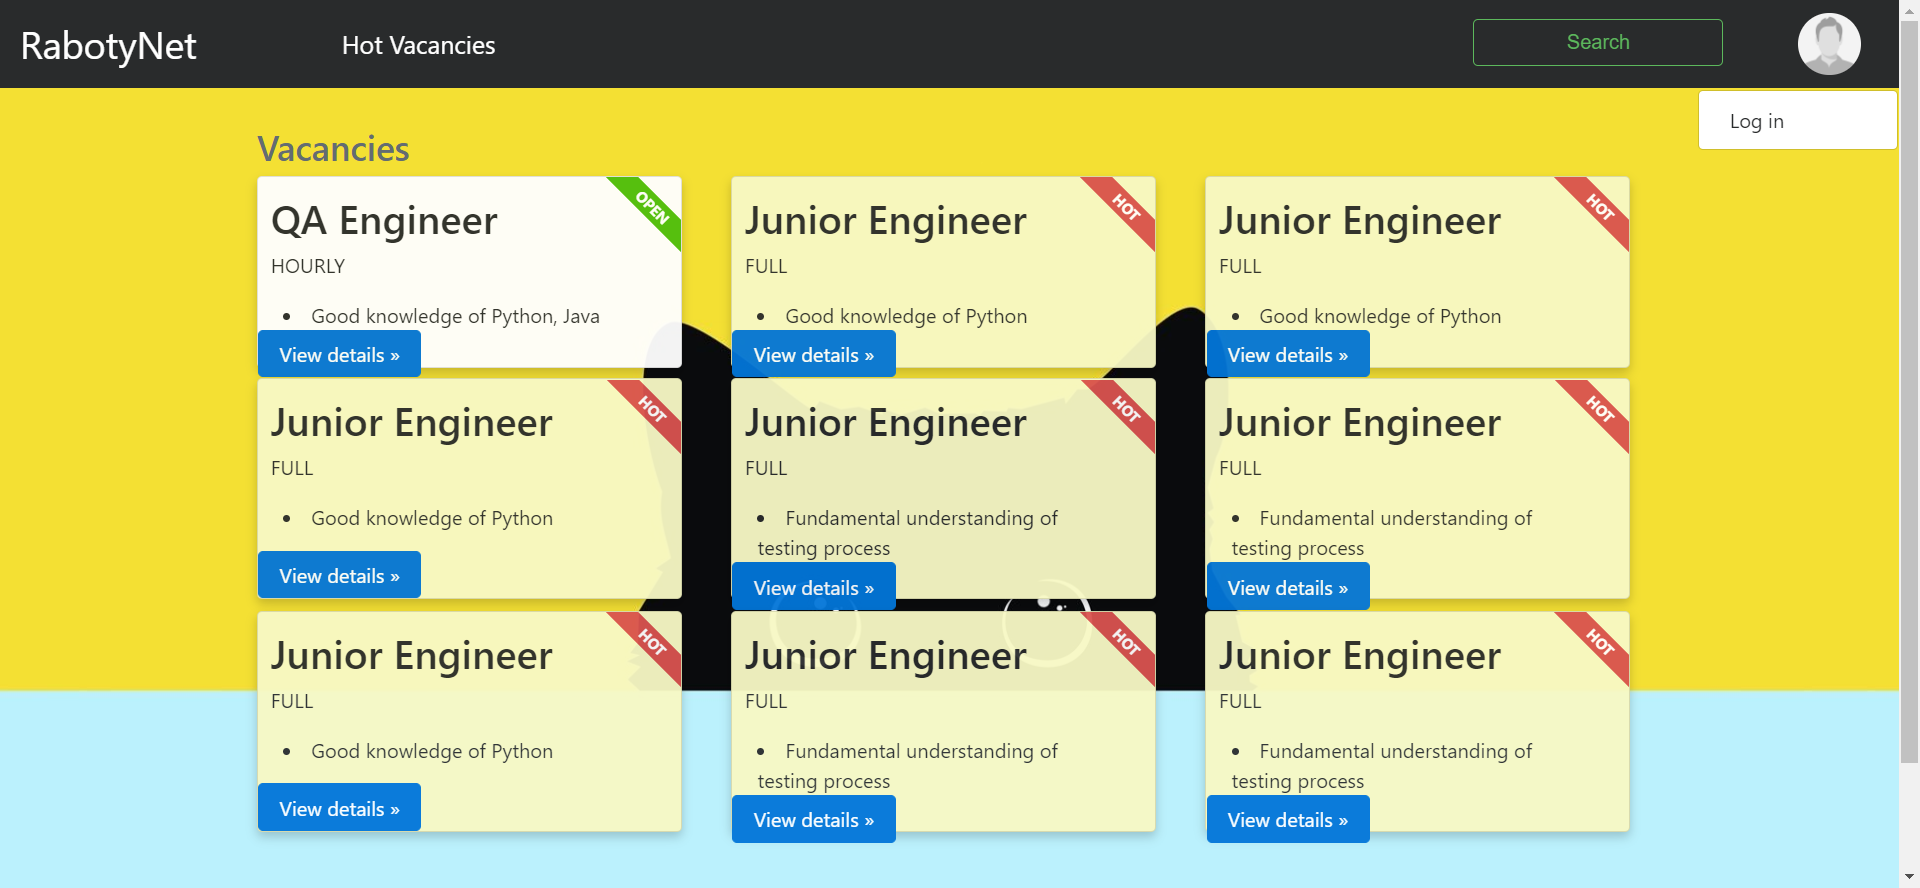 RabotyNet
Hot Vacancies
Search
Log in
Vacancies
QA Engineer
OPEN
HOURLY
• Good knowledge of Python, Java
View details »
Junior Engineer
HOT
FULL
• Good knowledge of Python
View details »
Junior Engineer
HOT
FULL
• Good knowledge of Python
View details »
Junior Engineer
HOT
FULL
• Good knowledge of Python
View details »
Junior Engineer
HOT
FULL
• Fundamental understanding of
testing process
View details »
Junior Engineer
HOT
FULL
• Fundamental understanding of
testing process
View details »
Junior Engineer
HOT
FULL
• Good knowledge of Python
View details »
Junior Engineer
HOT
FULL
• Fundamental understanding of
testing process
View details »
Junior Engineer
HOT
FULL
• Fundamental understanding of
testing process
View details »